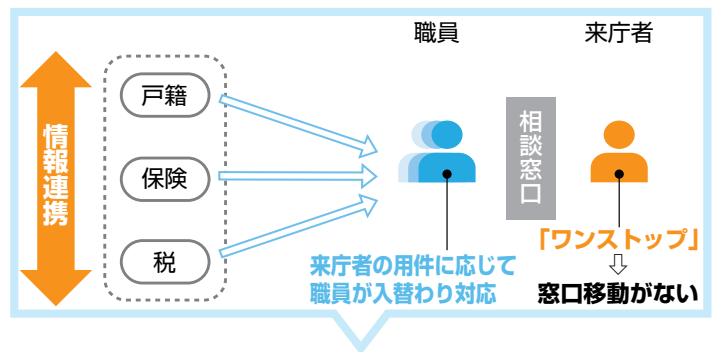 職員
来庁者
情報連携
戸籍
保険
税
相談窓口
来庁者の用件に応じて
職員が入替わり対応
「ワンストップ」
窓口移動がない